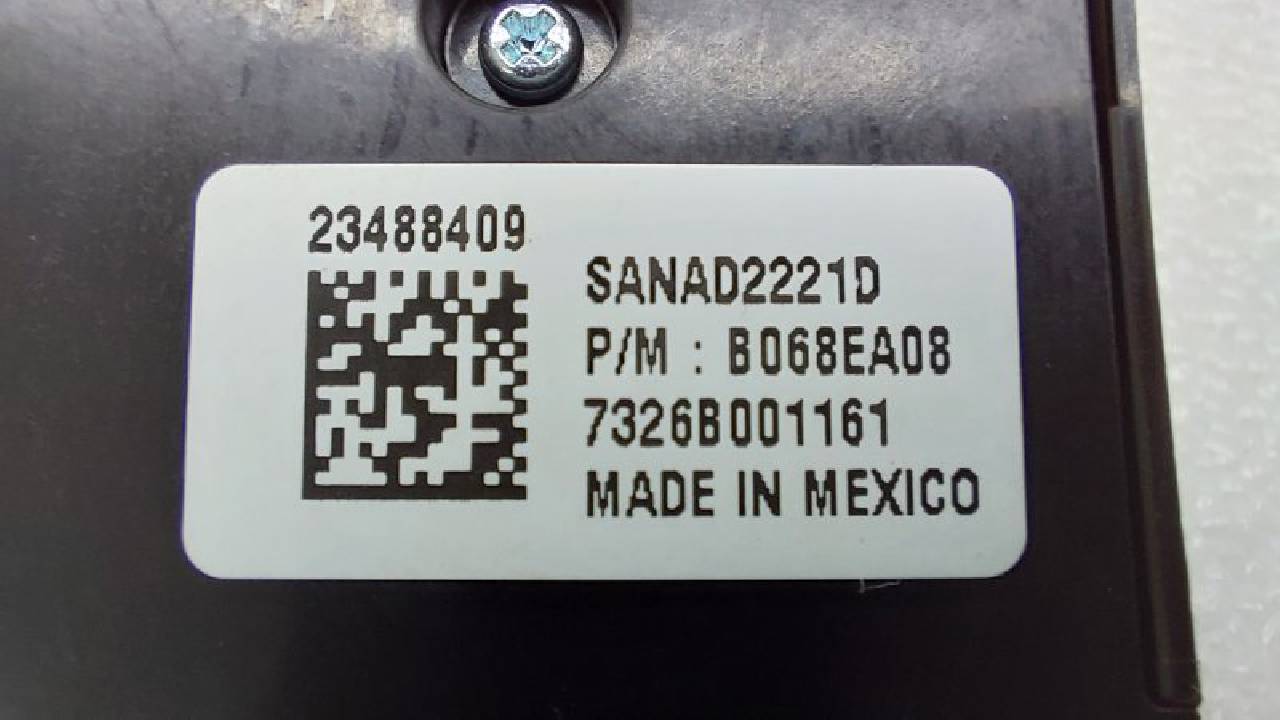 23488409
SANAD2221D
P/M : B068EA08
7326B001161
MADE IN MEXICO